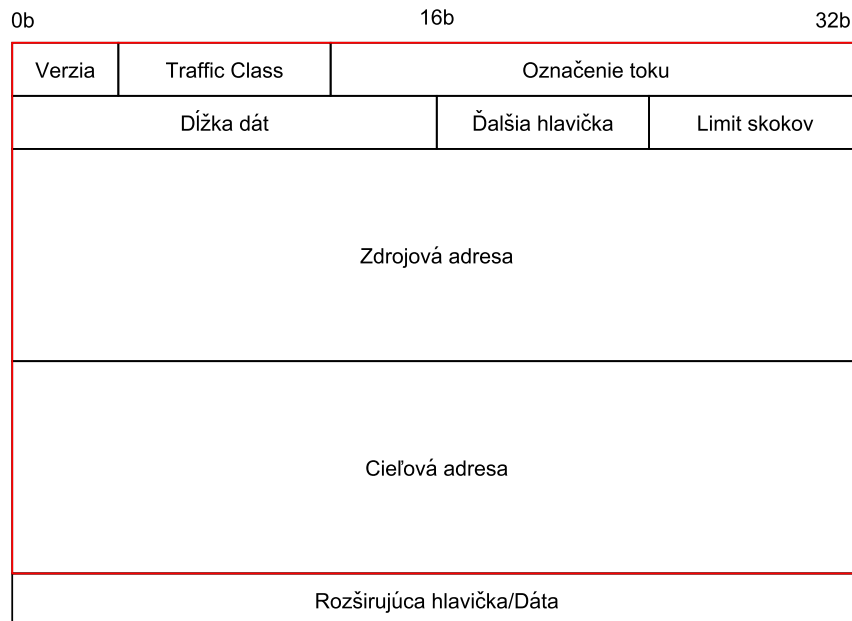 0b 16b 32b
Verzia Traffic Class Označenie toku
Dĺžka dát Ďalšia hlavička Limit skokov
Zdrojová adresa
Cieľová adresa
Rozširujúca hlavička/Dáta